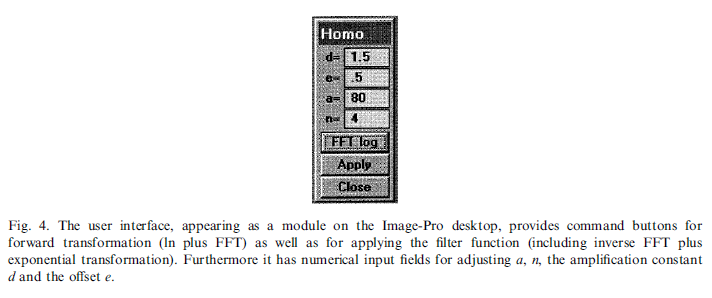 Homo
d= 1.5
e= .5
a= 80
n= 4
FFT log
Apply
Close
Fig. 4. The user interface, appearing as a module on the Image-Pro desktop, provides command buttons for
forward transformation (ln plus FFT) as well as for applying the filter function (including inverse FFT plus
exponential transformation). Furthermore it has numerical input fields for adjusting a, n, the amplification constant
d and the offset e.